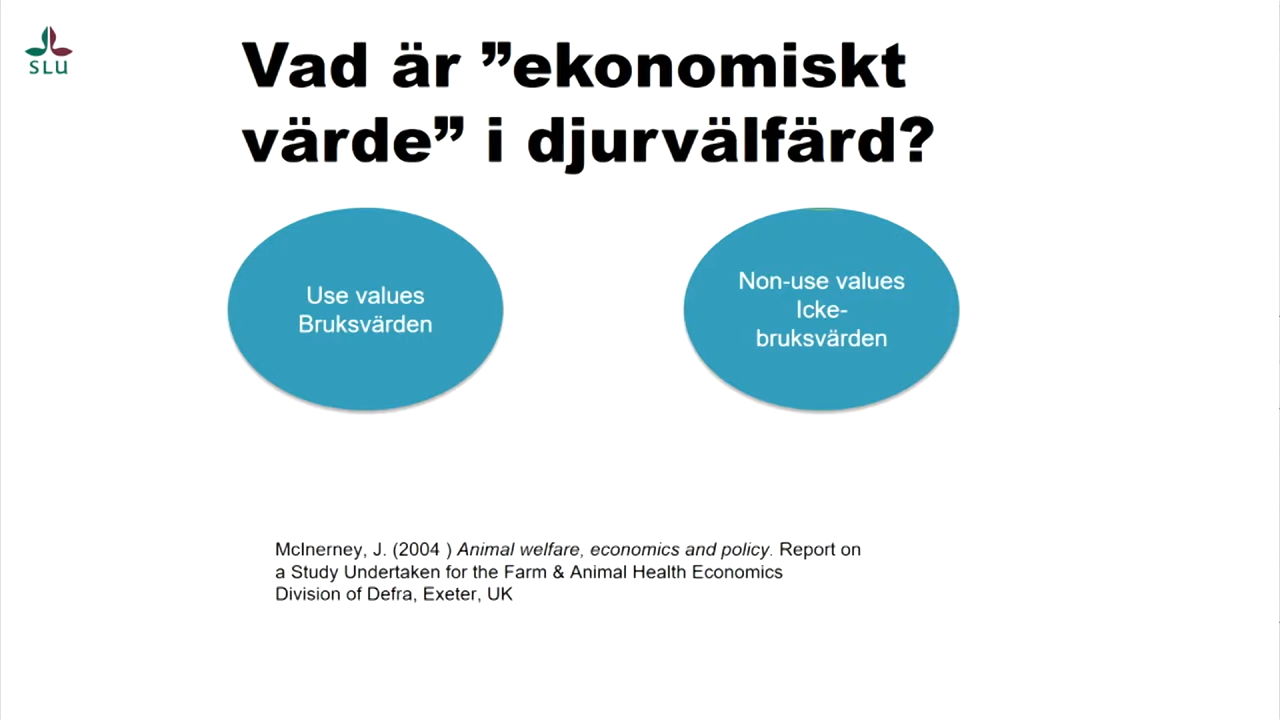 SLU
Vad är ”ekonomiskt
värde” i djurvälfärd?
Use values
Bruksvärden
Non-use values
Icke-
bruksvärden
McInerney, J. (2004 ) Animal welfare, economics and policy. Report on
a Study Undertaken for the Farm & Animal Health Economics
Division of Defra, Exeter, UK